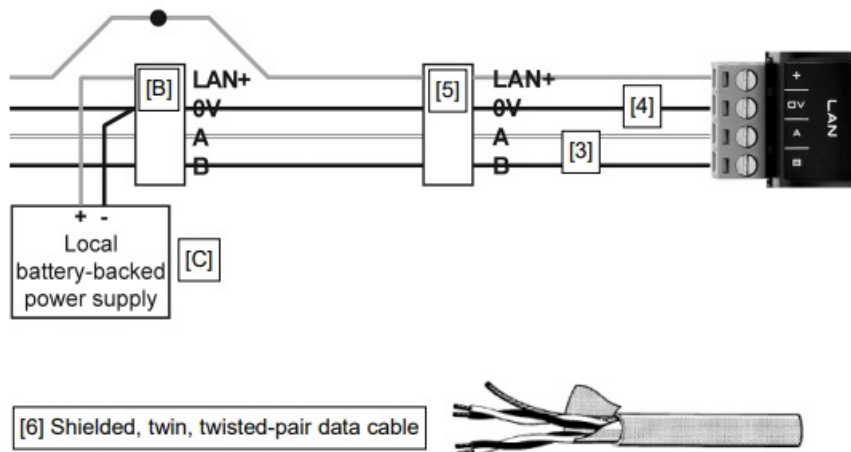 [B]
LAN+
0V
A
B
[5]
LAN+
0V
A
B
[4]
[3]
+
0V
A
B
LAN
+ -
Local
battery-backed
power supply
[C]
[6] Shielded, twin, twisted-pair data cable